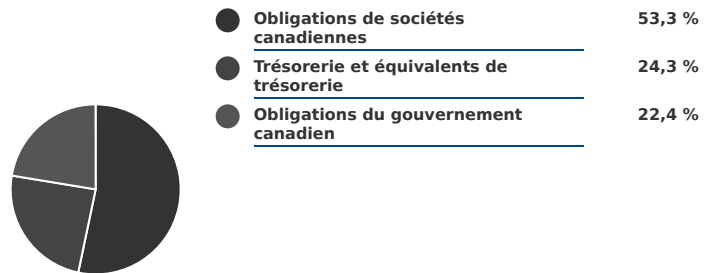 Obligations de sociétés 53,3 %
canadiennes
Trésorerie et équivalents de 24,3 %
trésorerie
Obligations du gouvernement 22,4 %
canadien